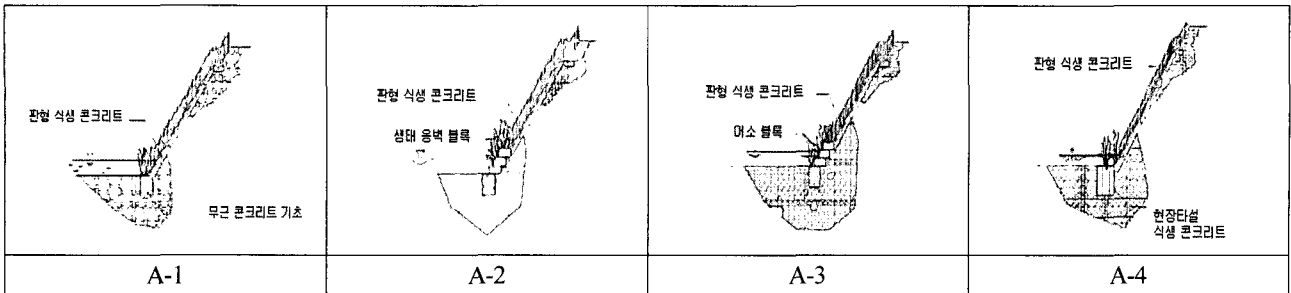 판형 식생 콘크리트
무근 콘크리트 기초
A-1
판형 식생 콘크리트
생태 옹벽 블록
A-2
판형 식생 콘크리트
어소 블록
A-3
판형 식생 콘크리트
현장타설
식생 콘크리트
A-4